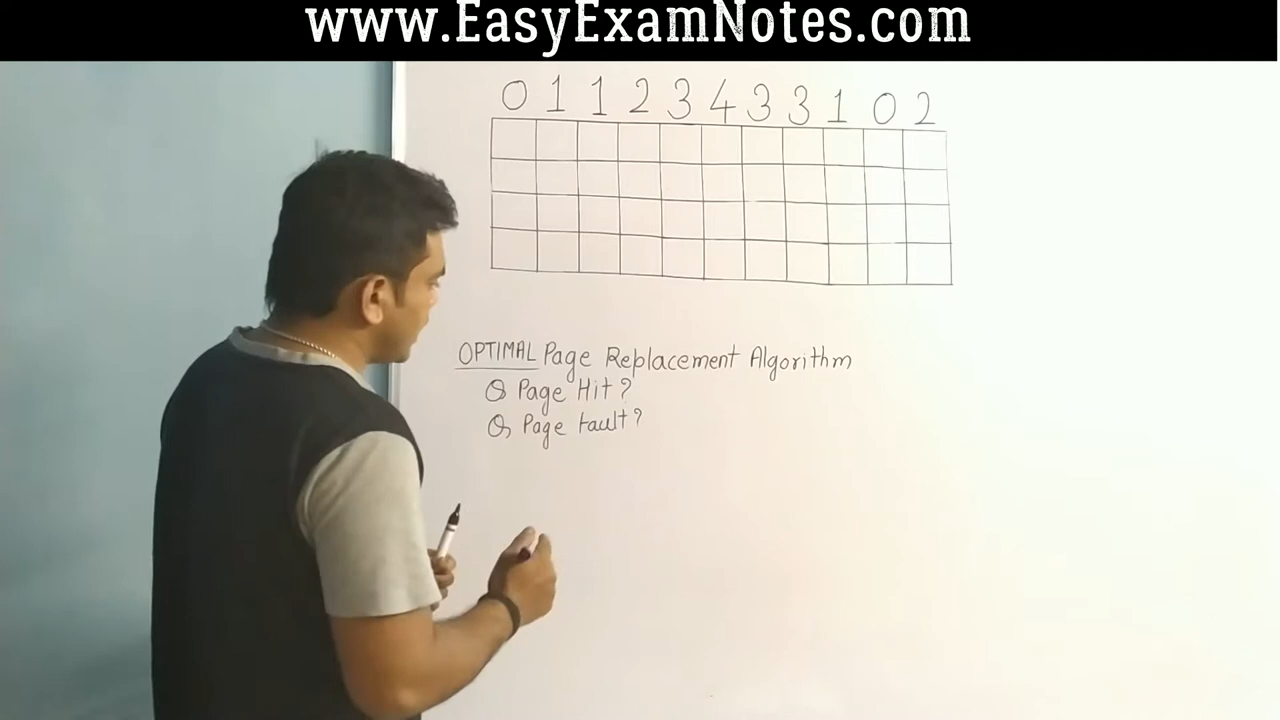 www.EasyExamNotes.com
0 1 1 2 3 4 3 3 1 0 2
OPTIMAL Page Replacement Algorithm
Q Page Hit?
Q, Page fault?